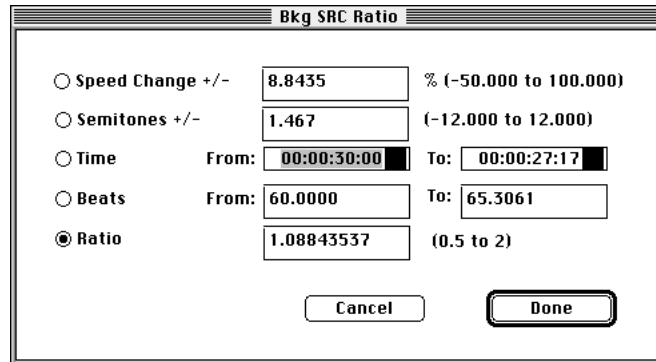 Bkg SRC Ratio
Speed Change +/- 8.8435 % (-50.000 to 100.000)
Semitones +/- 1.467 (-12.000 to 12.000)
Time From: 00:00:30:00 To: 00:00:27:17
Beats From: 60.0000 To: 65.3061
Ratio 1.08843537 (0.5 to 2)
Cancel Done